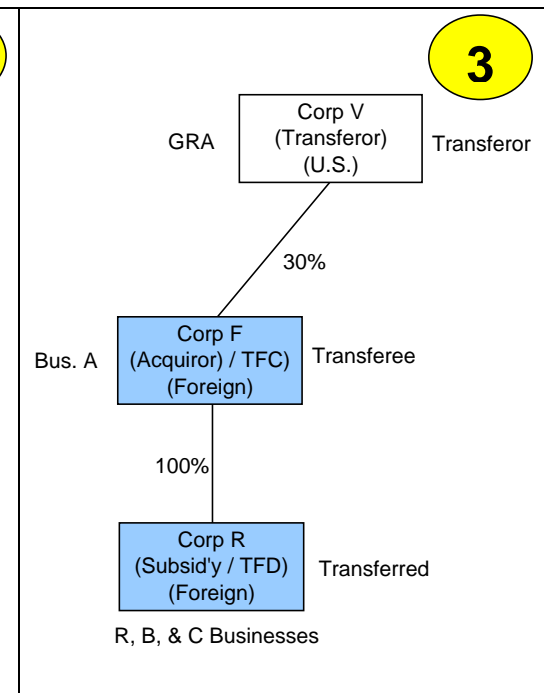 3
Corp V
(Transferor)
(U.S.)
GRA
Transferor
30%
Corp F
(Acquiror) / TFC)
(Foreign)
Bus. A
Transferee
100%
Corp R
(Subsid'y / TFD)
(Foreign)
Transferred
R, B, & C Businesses